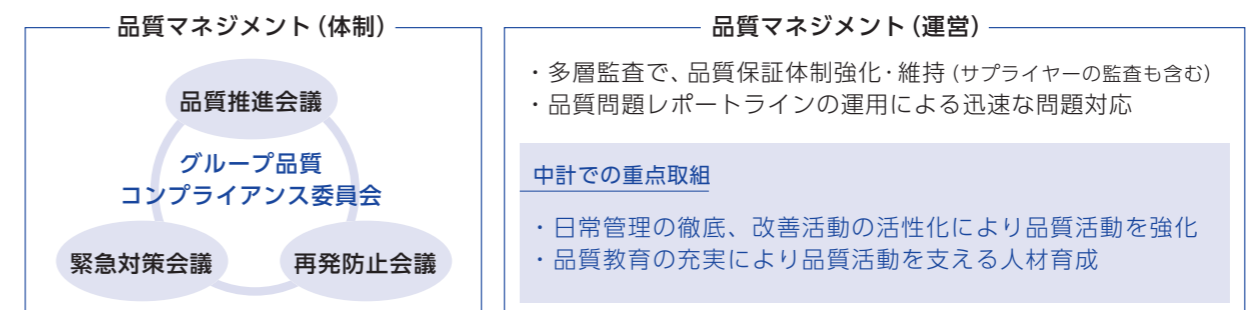 品質マネジメント（体制）
品質推進会議
グループ品質
コンプライアンス委員会
緊急対策会議
再発防止会議
品質マネジメント（運営）
・多層監査で、品質保証体制強化・維持（サプライヤーの監査も含む）
・品質問題レポートラインの運用による迅速な問題対応
中計での重点取組
・日常管理の徹底、改善活動の活性化により品質活動を強化
・品質教育の充実により品質活動を支える人材育成